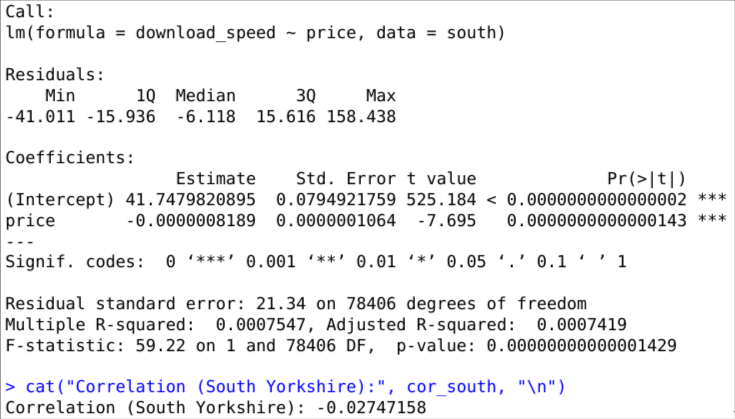 Call:
lm(formula = download_speed ~ price, data = south)
Residuals:
    Min      1Q  Median      3Q     Max
-41.011 -15.936  -6.118  15.616 158.438
Coefficients:
                 Estimate    Std. Error t value             Pr(>|t|)
(Intercept) 41.7479820895  0.0794921759 525.184 < 0.0000000000000002 ***
price       -0.0000008189  0.0000001064  -7.695    0.0000000000000143 ***
---
Signif. codes:  0 ‘***’ 0.001 ‘**’ 0.01 ‘*’ 0.05 ‘.’ 0.1 ‘ ’ 1
Residual standard error: 21.34 on 78406 degrees of freedom
Multiple R-squared:  0.0007547, Adjusted R-squared:  0.0007419
F-statistic: 59.22 on 1 and 78406 DF,  p-value: 0.00000000000001429
> cat("Correlation (South Yorkshire):", cor_south, "\n")
Correlation (South Yorkshire): -0.02747158